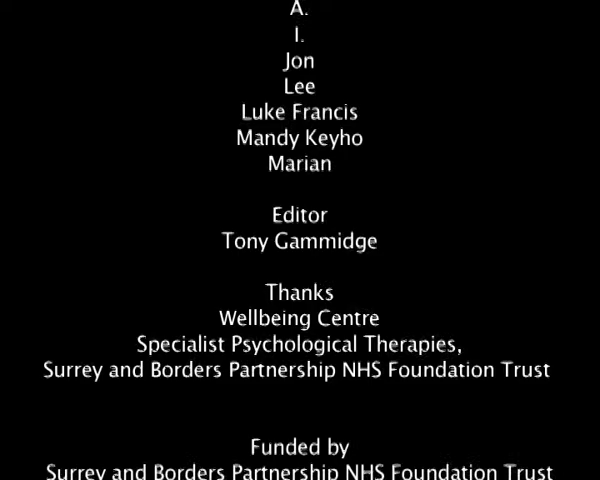 A.
I.
Jon
Lee
Luke Francis
Mandy Keyho
Marian
Editor
Tony Gammidge
Thanks
Wellbeing Centre
Specialist Psychological Therapies,
Surrey and Borders Partnership NHS Foundation Trust
Funded by
Surrey and Borders Partnership NHS Foundation Trust